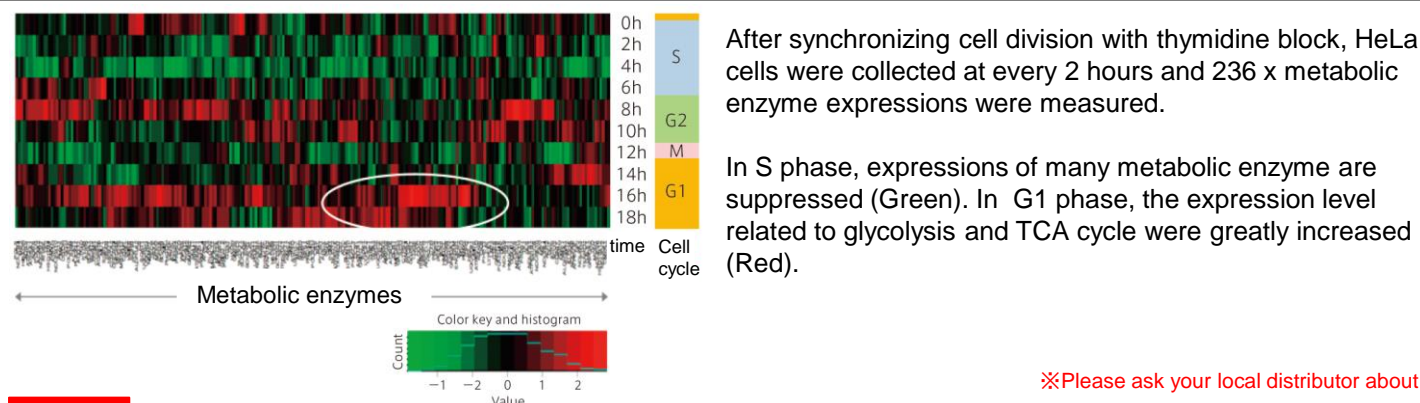 0h
2h
4h
6h
8h
10h
12h
14h
16h
18h
time
S
G2
M
G1
Cell
cycle
Metabolic enzymes
Color key and histogram
Count
−1 −2 0 1 2
Value
After synchronizing cell division with thymidine block, HeLa
cells were collected at every 2 hours and 236 x metabolic
enzyme expressions were measured.
In S phase, expressions of many metabolic enzyme are
suppressed (Green). In G1 phase, the expression level
related to glycolysis and TCA cycle were greatly increased
(Red).
※Please ask your local distributor about